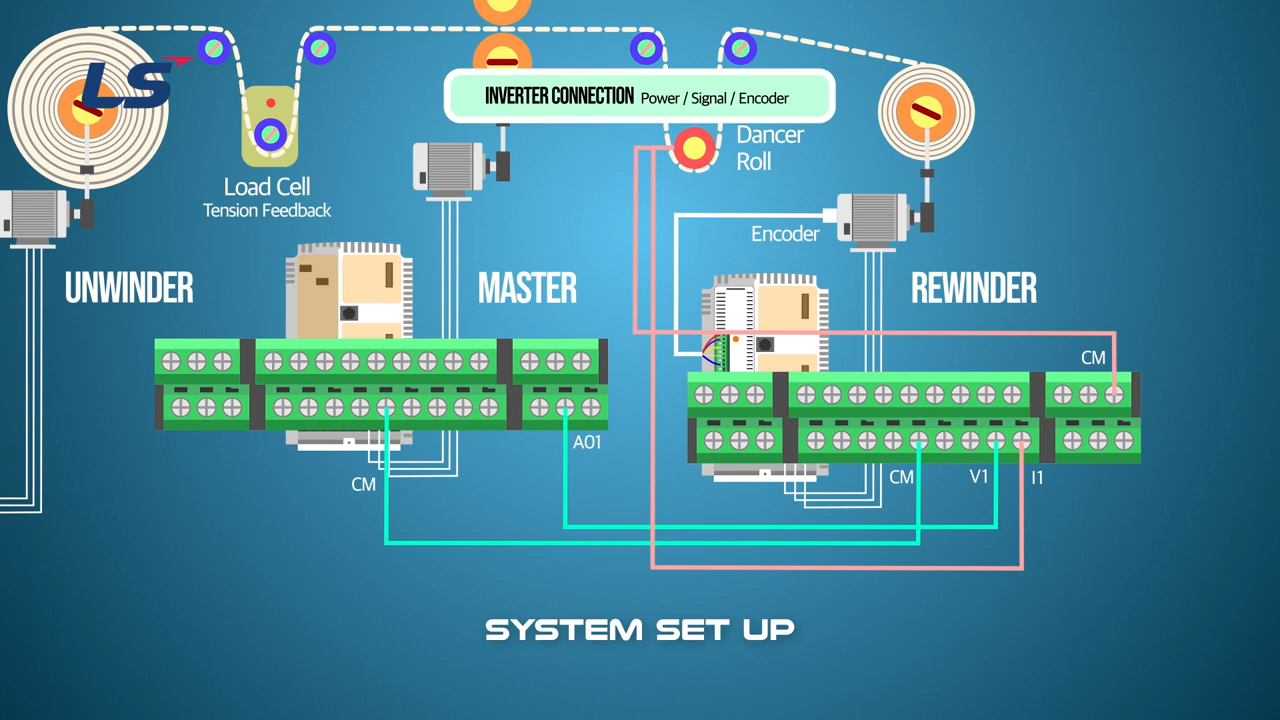 LS
INVERTER CONNECTION Power / Signal / Encoder
Dancer
Roll
Load Cell
Tension Feedback
Encoder
UNWINDER
MASTER
REWINDER
CM
AO1
CM
CM
V1
I1
SYSTEM SET UP